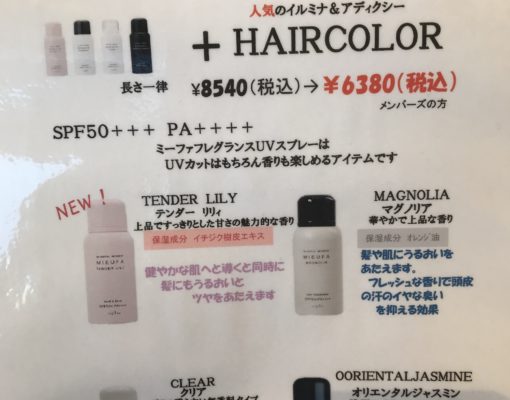 人気のイルミナ＆アディクシー
+ HAIRCOLOR
長さ一律
¥8540(税込)→¥6380(税込)
メンバーズの方
SPF50+++ PA++++
ミーファフレグランスUVスプレーは
UVカットはもちろん香りも楽しめるアイテムです
NEW!
TENDER LILY
テンダー リリィ
上品ですっきりとした甘さの魅力的な香り
保湿成分 イチジク樹皮エキス
健やかな肌へと導くと同時に
髪にもうるおいと
ツヤをあたえます
MIEUFA
MAGNOLIA
マグノリア
華やかで上品な香り
保湿成分 オレンジ油
髪や肌にうるおいを
あたえます。
フレッシュな香りで頭皮
の汗のイヤな臭い
を抑える効果
MIEUFA
CLEAR
クリア
OORIENTALJASMINE
オリエンタルジャスミン